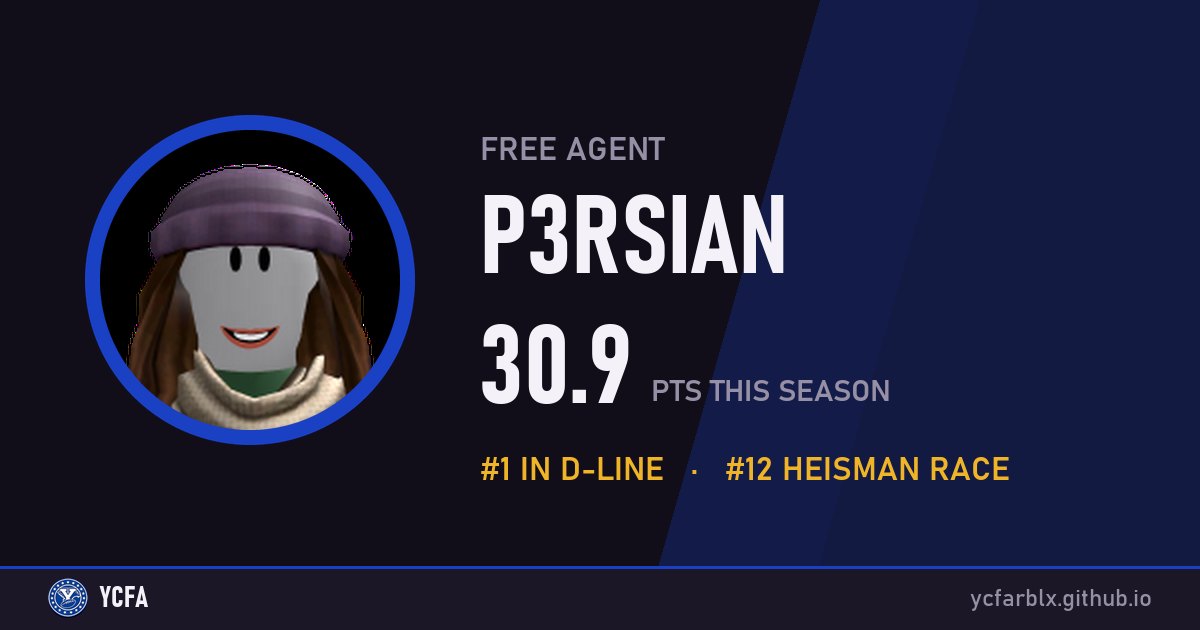 FREE AGENT
P3RSIAN
30.9 PTS THIS SEASON
#1 IN D-LINE · #12 HEISMAN RACE
YCFA
ycfarblx.github.io